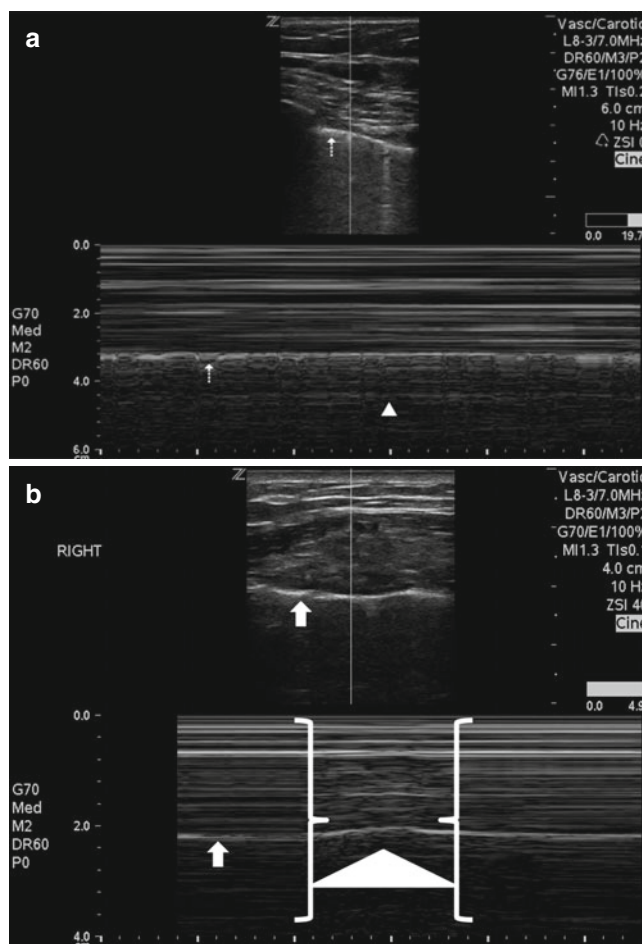 a
Z
Vasc/Carotic
L8-3/7.0MHz
DR60/M3/P2
G76/E1/100%
MI1.3 TIs0.2
6.0 cm
10 Hz
ZSI 0
Cine
0.0 19.7
0.0
G70
Med
M2
DR60
P0
2.0
4.0
6.0
cm
b
Z
RIGHT
Vasc/Carotic
L8-3/7.0MHz
DR60/M3/P2
G70/E1/100%
MI1.3 TIs0.1
4.0 cm
10 Hz
ZSI 40
Cine
0.0 4.9
0.0
G70
Med
M2
DR60
P0
2.0
4.0